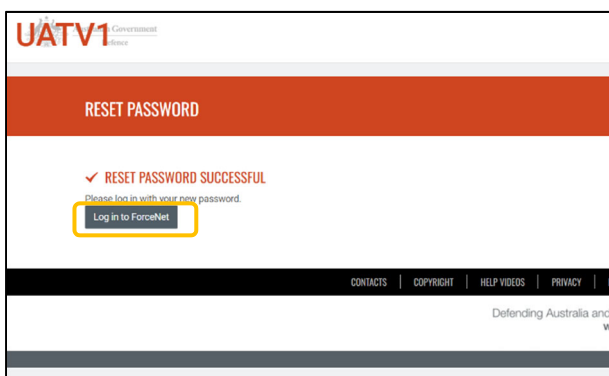 UATV1
Government
Defence
RESET PASSWORD
RESET PASSWORD SUCCESSFUL
Please log in with your new password.
Log in to ForceNet
CONTACTS | COPYRIGHT | HELP VIDEOS | PRIVACY |
Defending Australia and